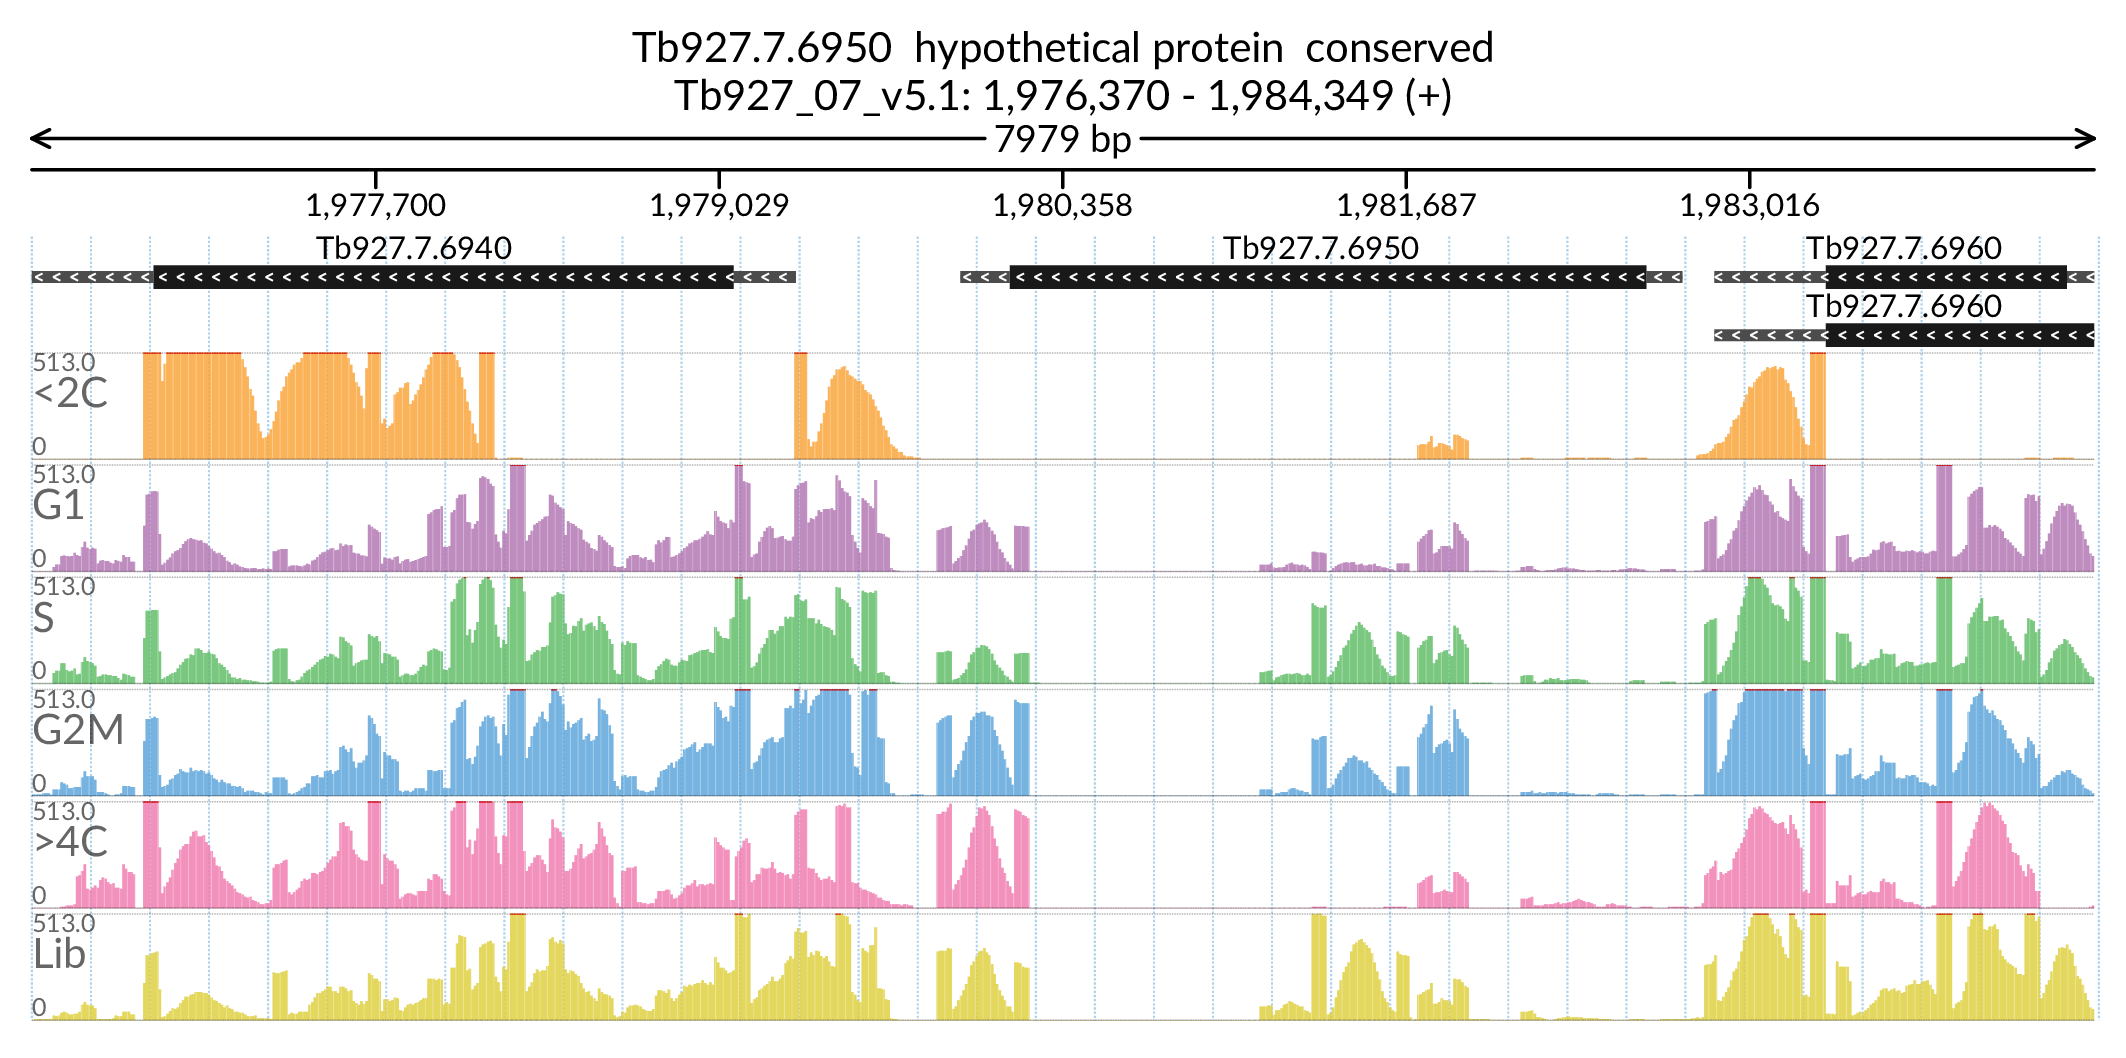 Tb927.7.6950 hypothetical protein conserved
Tb927_07_v5.1: 1,976,370 - 1,984,349 (+)
7979 bp
1,977,700 1,979,029 1,980,358 1,981,687 1,983,016
Tb927.7.6940 Tb927.7.6950 Tb927.7.6960
Tb927.7.6960
513.0
<2C
0
513.0
G1
0
513.0
S
0
513.0
G2M
0
513.0
>4C
0
513.0
Lib
0